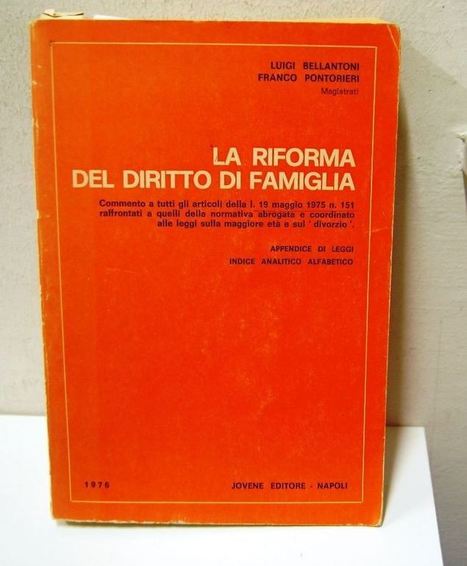 LUIGI BELLANTONI
FRANCO PONTORIERI
Magistrati
LA RIFORMA
DEL DIRITTO DI FAMIGLIA
Commento a tutti gli articoli della l. 19 maggio 1975 n. 151
raffrontati a quelli della normativa abrogata e coordinato
alle leggi sulla maggiore età e sul ' divorzio '.
APPENDICE DI LEGGI
INDICE ANALITICO ALFABETICO
1976
JOVENE EDITORE - NAPOLI